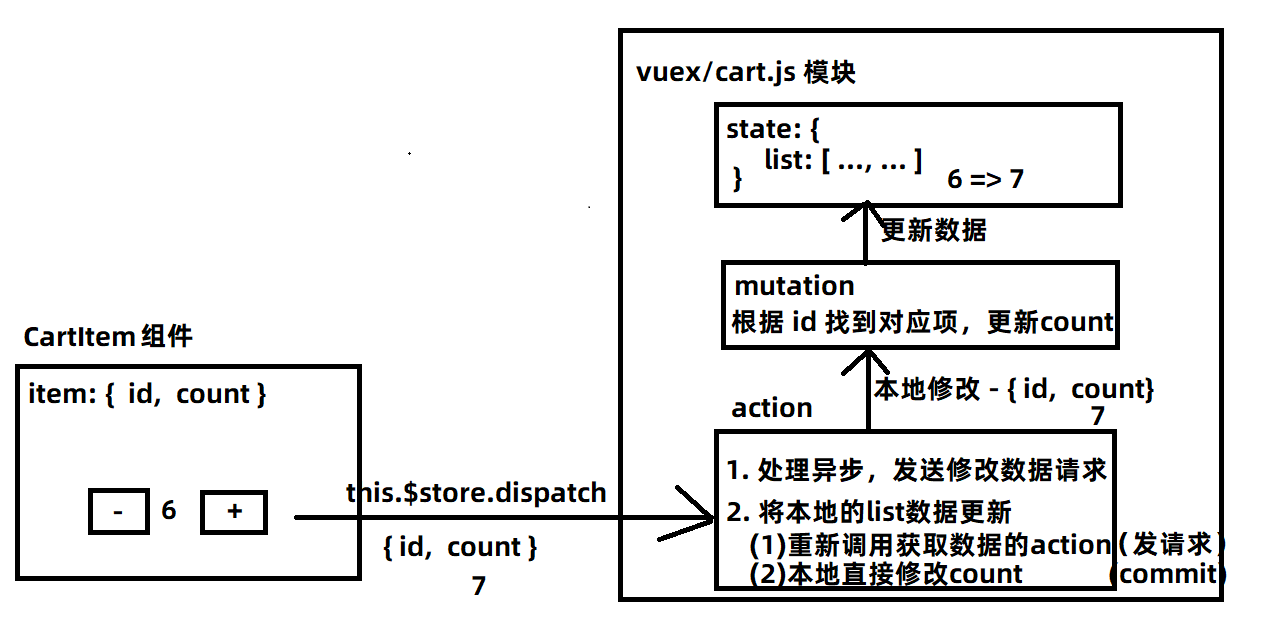 vuex/cart.js 模块
state: {
list: [ ..., ... ]
}
6 => 7
更新数据
mutation
根据 id 找到对应项，更新count
CartItem 组件
item: { id, count }
本地修改 - { id, count}
7
action
1. 处理异步，发送修改数据请求
this.$store.dispatch
- 6 +
2. 将本地的list数据更新
{ id, count }
7
(1)重新调用获取数据的action（发请求）
(2)本地直接修改count (commit)